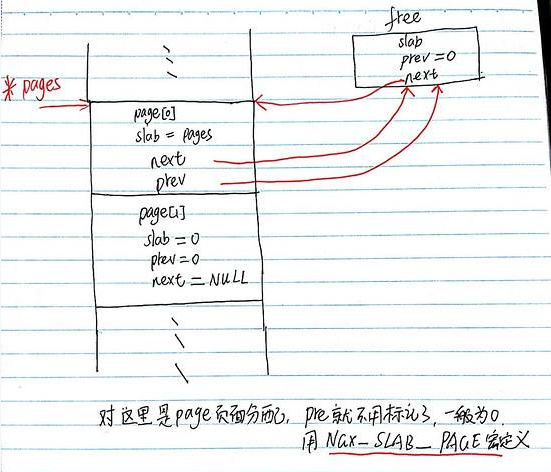 free
slab
prev = 0
next
* pages
page[0]
slab = pages
next
prev
page[1]
slab = 0
prev = 0
next = NULL
对这里是page页面分配, pre就不用标记了, 一般为0
用 NGX_SLAB_PAGE 宏定义